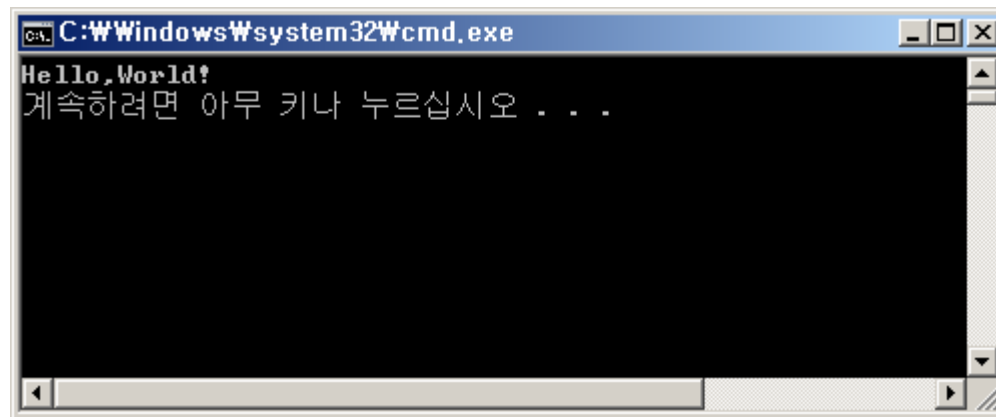 C:₩Windows₩system32₩cmd.exe
Hello,World!
계속하려면 아무 키나 누르십시오 . . .